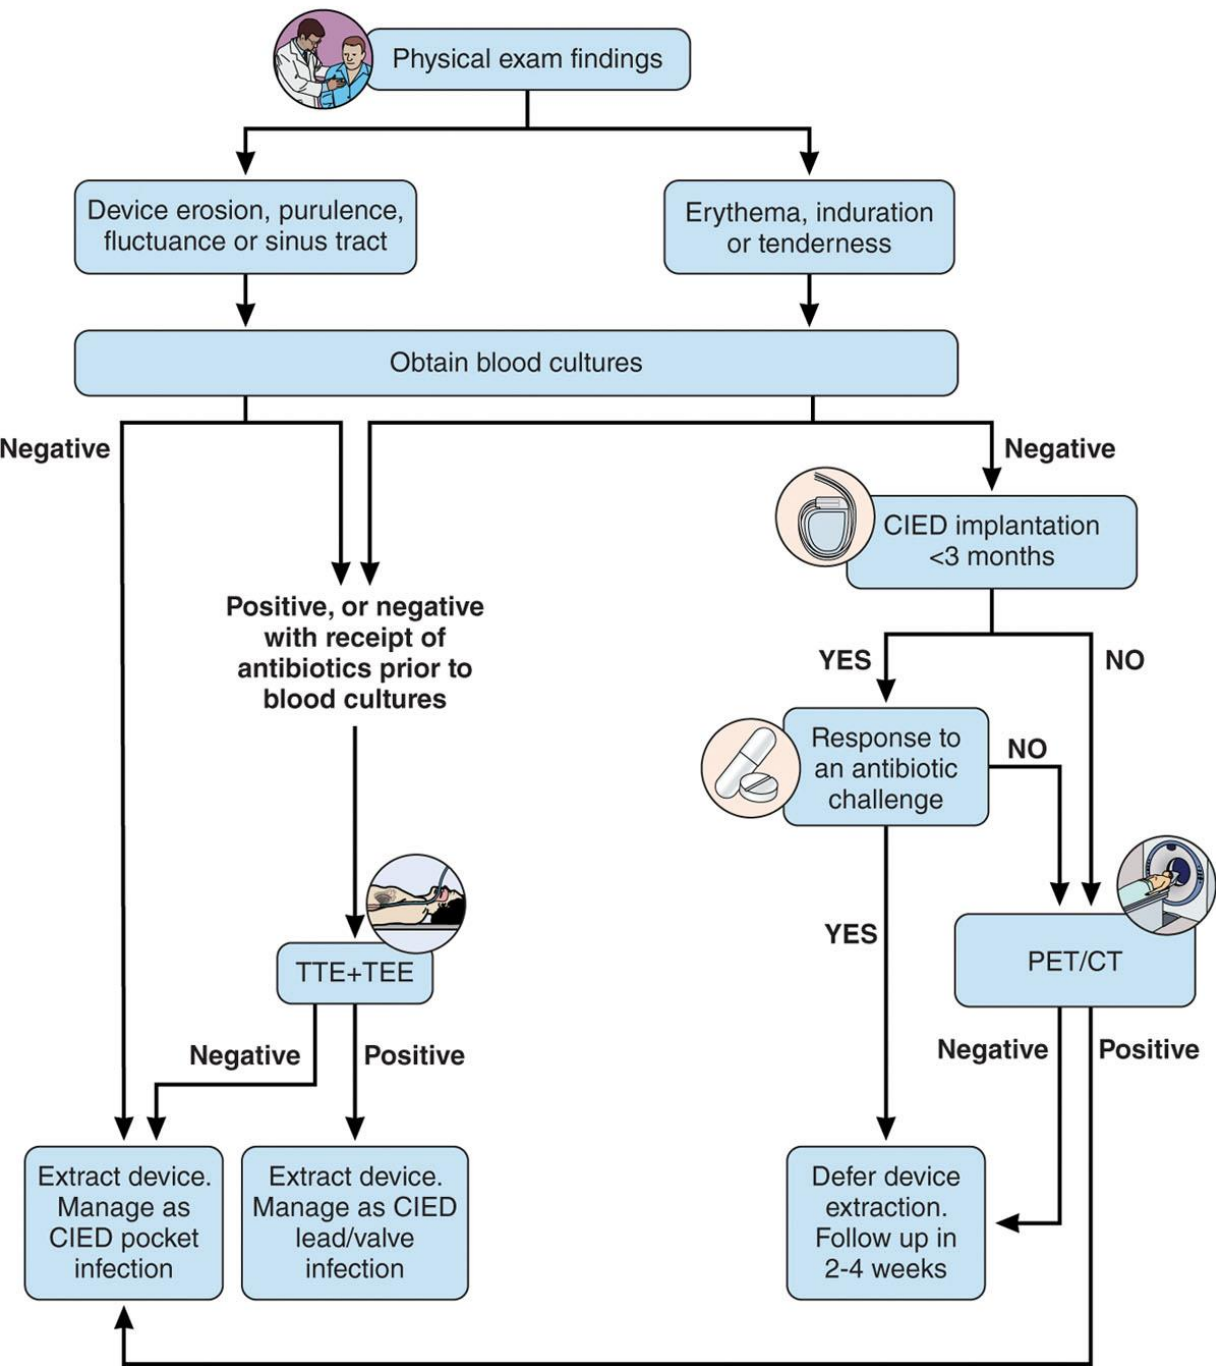 Physical exam findings
Device erosion, purulence,
fluctuance or sinus tract
Erythema, induration
or tenderness
Obtain blood cultures
Negative
Negative
CIED implantation
<3 months
Positive, or negative
with receipt of
antibiotics prior to
blood cultures
YES
NO
Response to
an antibiotic
challenge
NO
YES
TTE+TEE
PET/CT
Negative
Positive
Negative
Positive
Extract device.
Manage as
CIED pocket
infection
Extract device.
Manage as CIED
lead/valve
infection
Defer device
extraction.
Follow up in
2-4 weeks